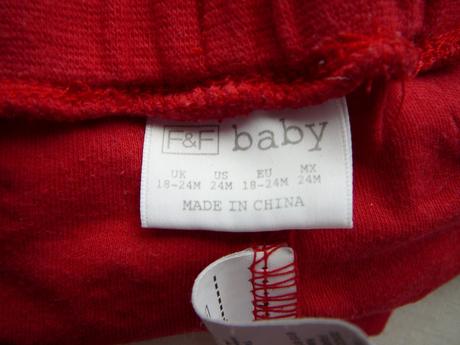 F&F baby
UK US EU MX
18-24M 24M 18-24M 24M
MADE IN CHINA